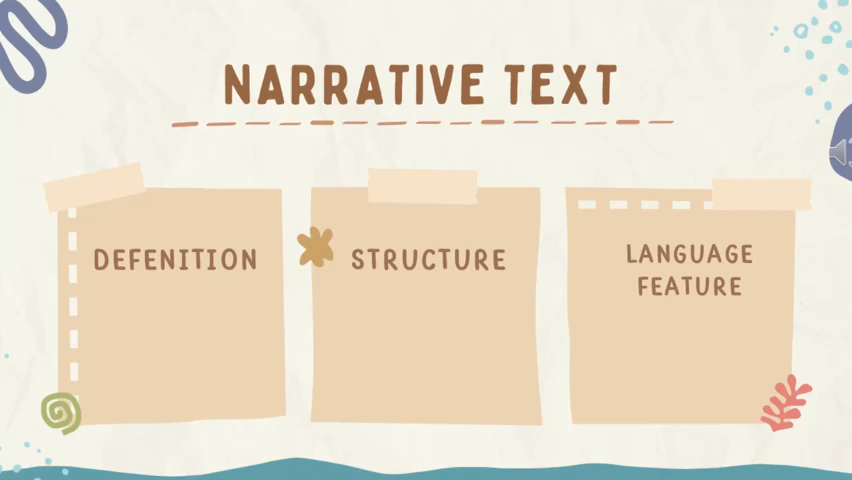 NARRATIVE TEXT
DEFENITION
STRUCTURE
LANGUAGE
FEATURE